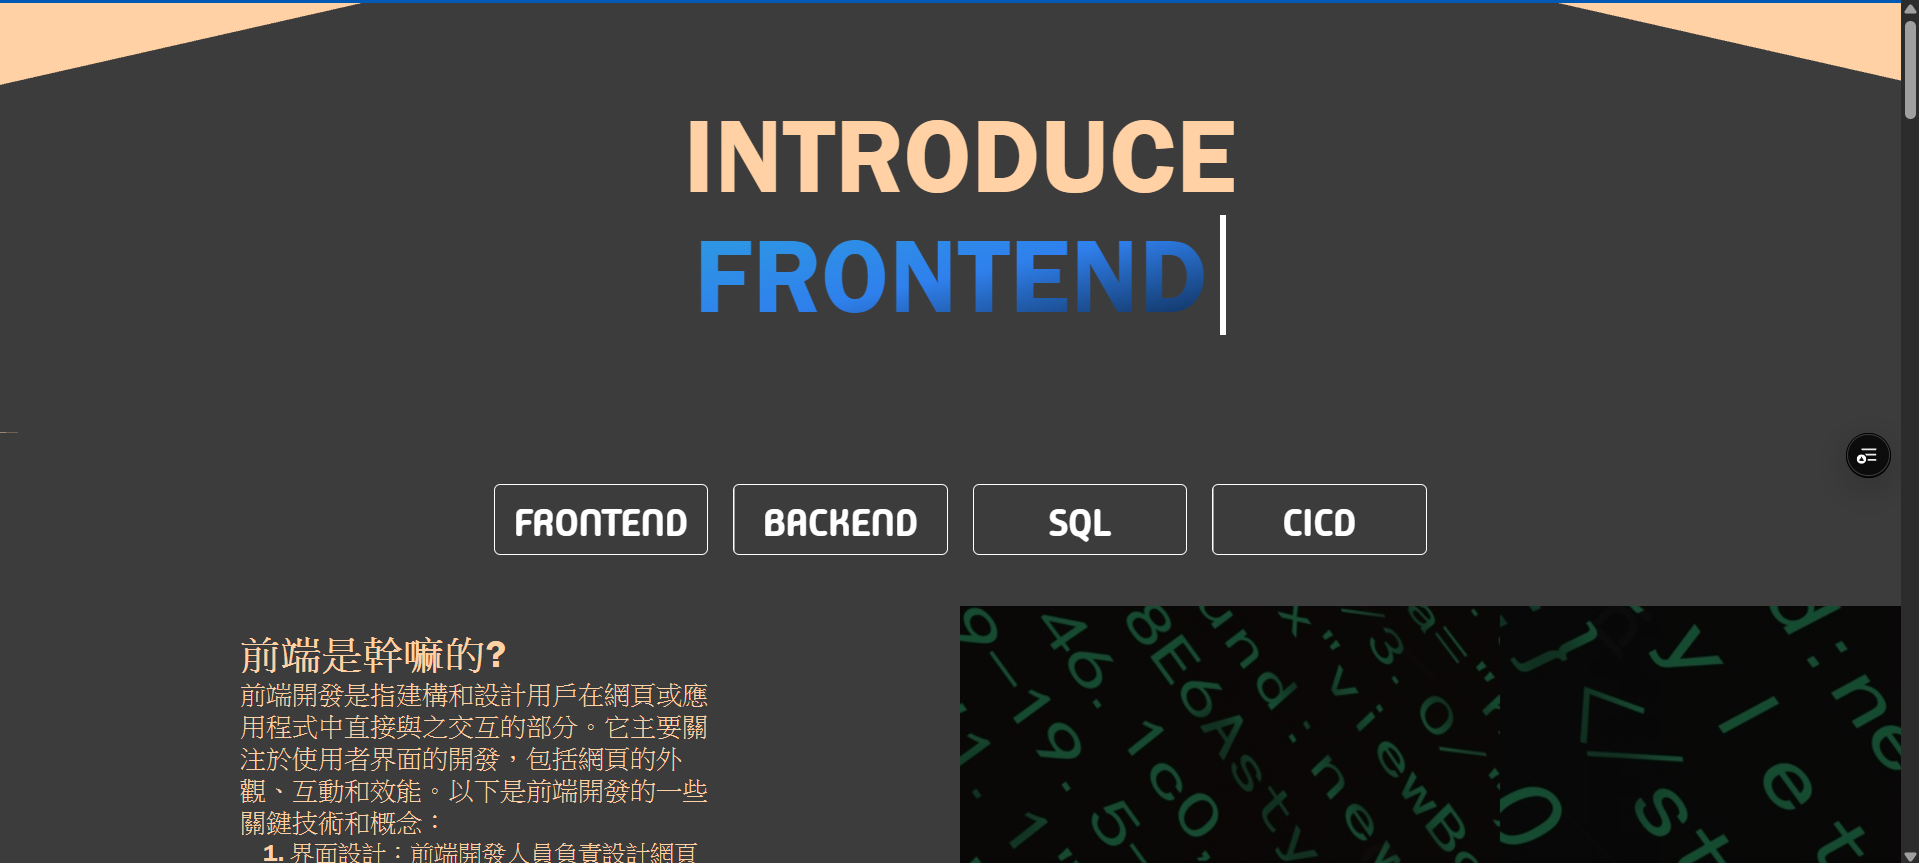 INTRODUCE
FRONTEND
FRONTEND
BACKEND
SQL
CICD
前端是幹嘛的?
前端開發是指建構和設計用戶在網頁或應
用程式中直接與之交互的部分。它主要關
注於使用者界面的開發，包括網頁的外
觀、互動和效能。以下是前端開發的一些
關鍵技術和概念：
1. 界面設計：前端開發人員負責設計網頁